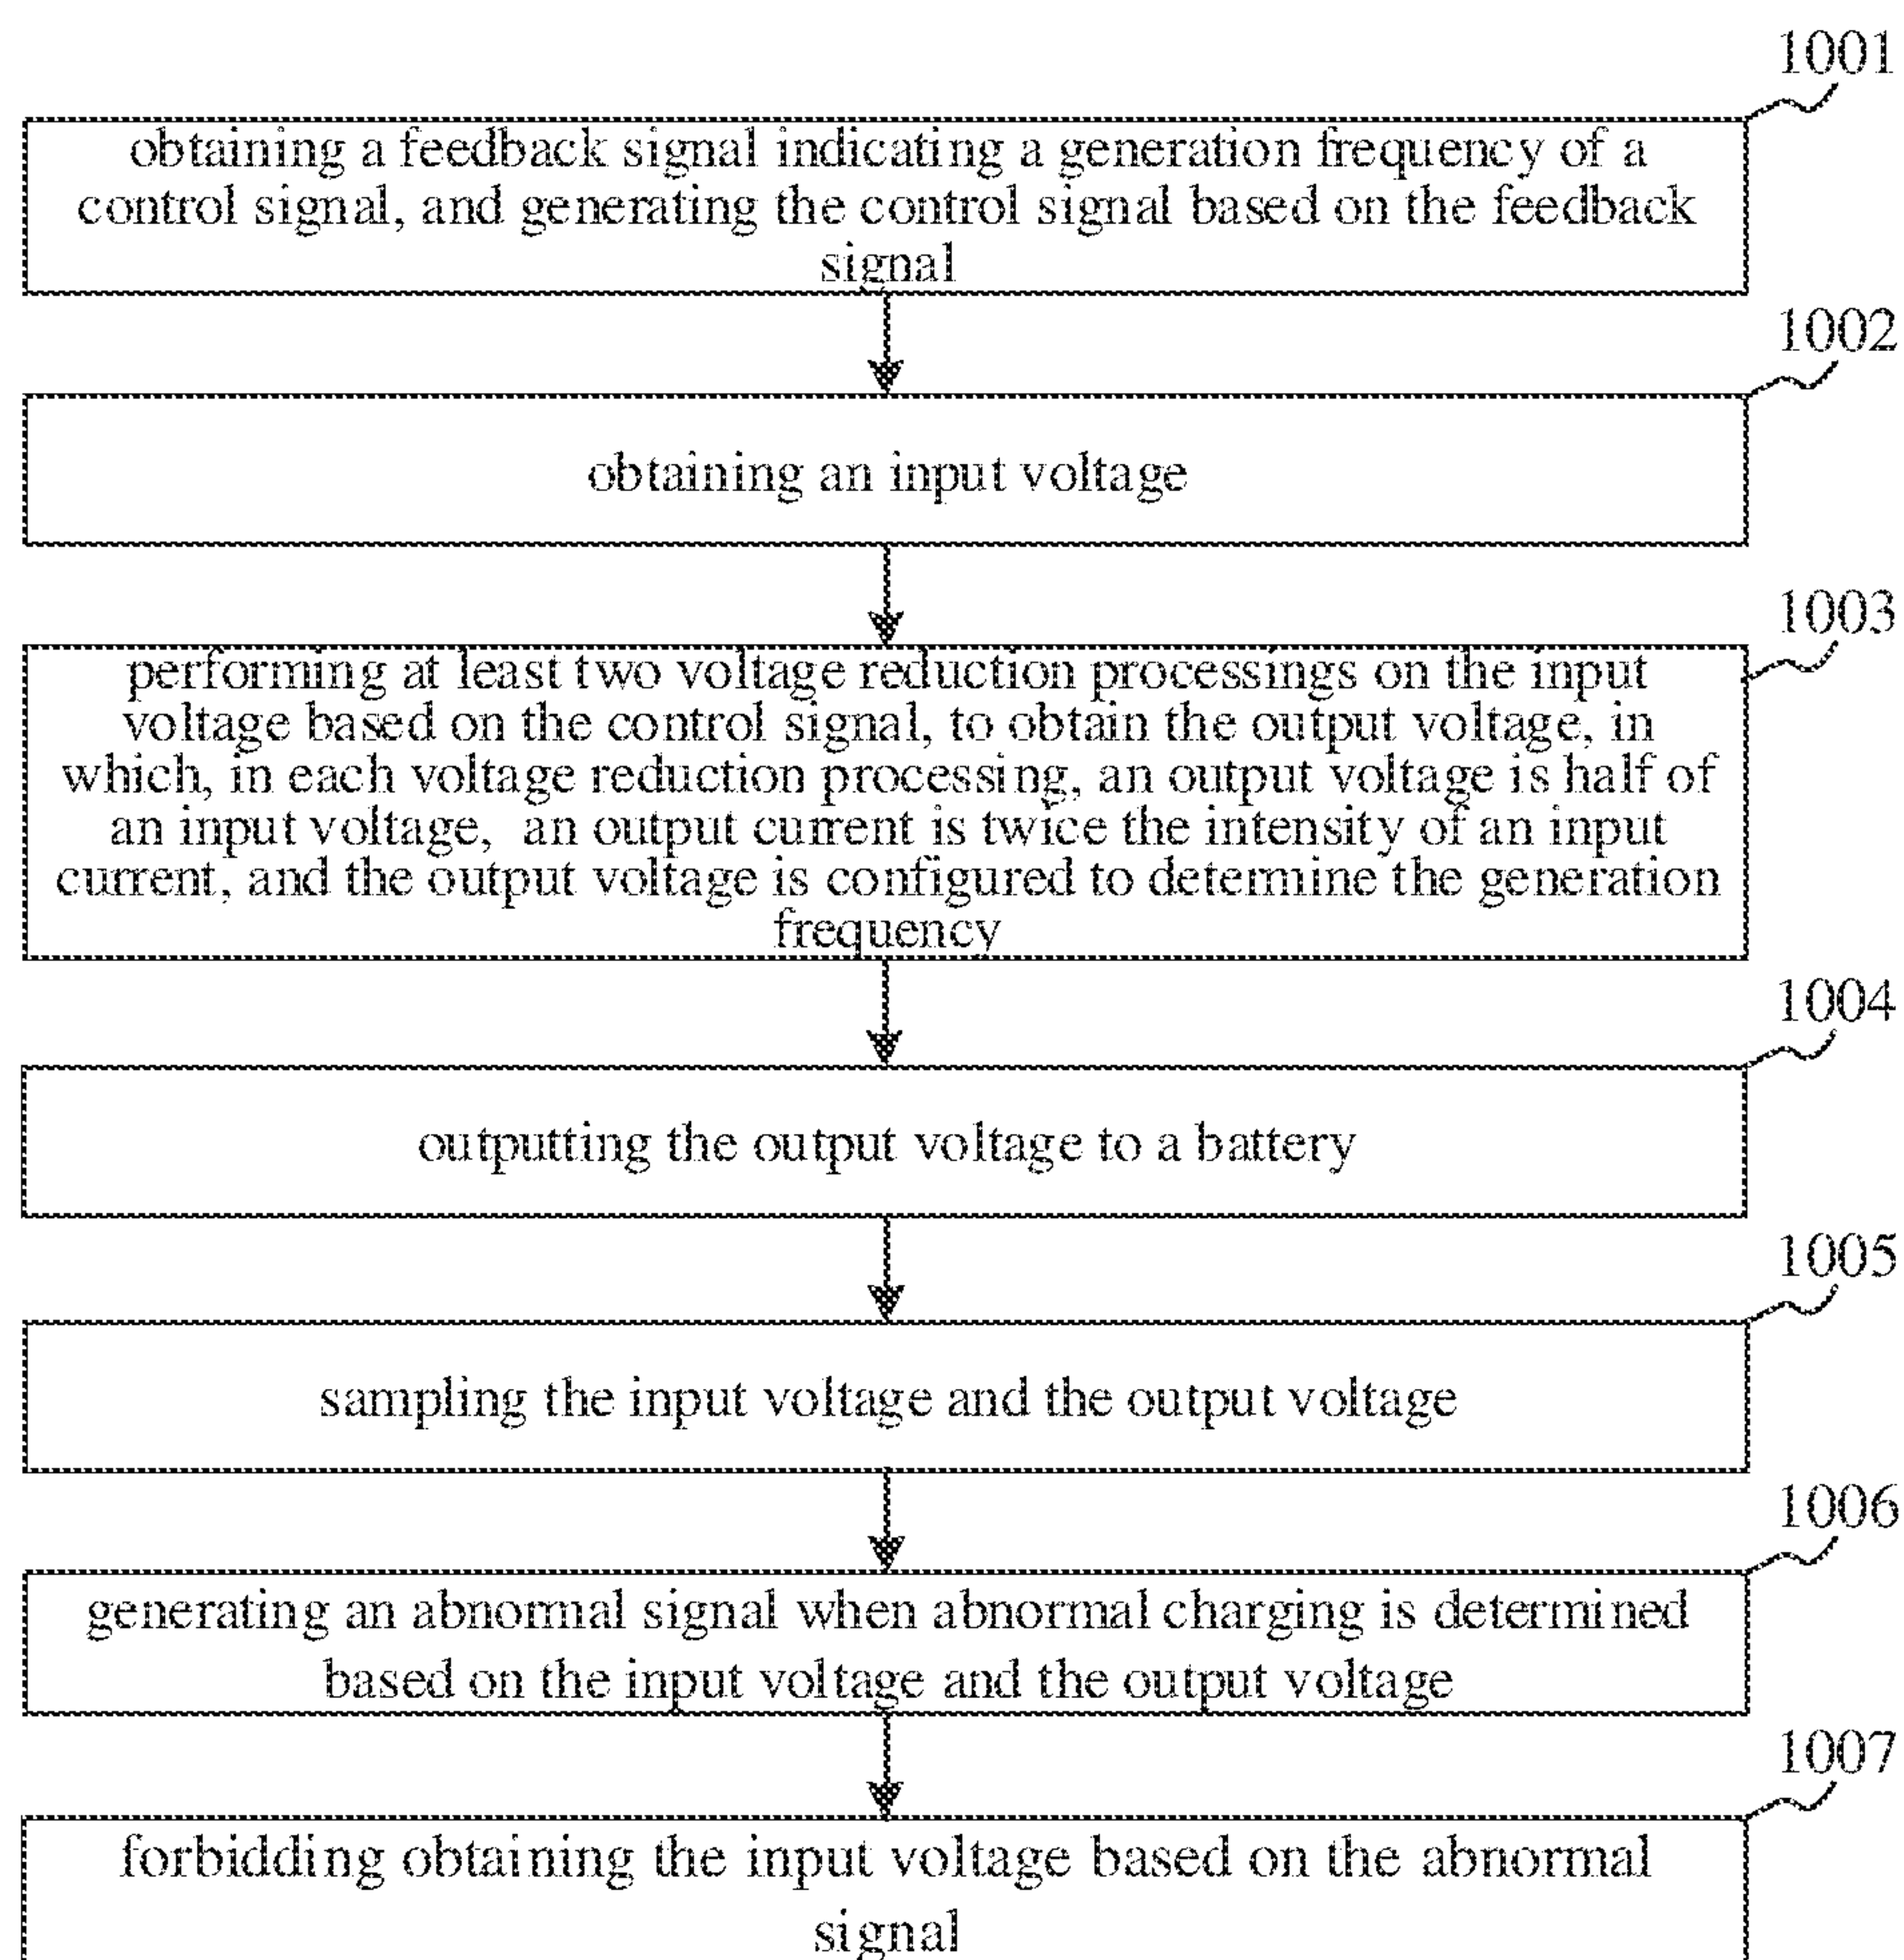 1001
obtaining a feedback signal indicating a generation frequency of a
control signal, and generating the control signal based on the feedback
signal
1002
obtaining an input voltage
1003
performing at least two voltage reduction processings on the input
voltage based on the control signal, to obtain the output voltage, in
which, in each voltage reduction processing, an output voltage is half of
an input voltage, an output current is twice the intensity of an input
current, and the output voltage is configured to determine the generation
frequency
1004
outputting the output voltage to a battery
1005
sampling the input voltage and the output voltage
1006
generating an abnormal signal when abnormal charging is determined
based on the input voltage and the output voltage
1007
forbidding obtaining the input voltage based on the abnormal
signal